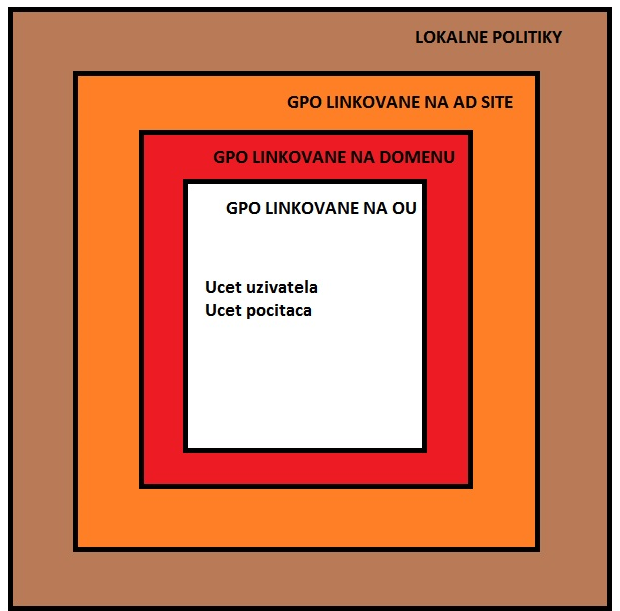 LOKALNE POLITIKY
GPO LINKOVANE NA AD SITE
GPO LINKOVANE NA DOMENU
GPO LINKOVANE NA OU
Ucet uzivatela
Ucet pocitaca